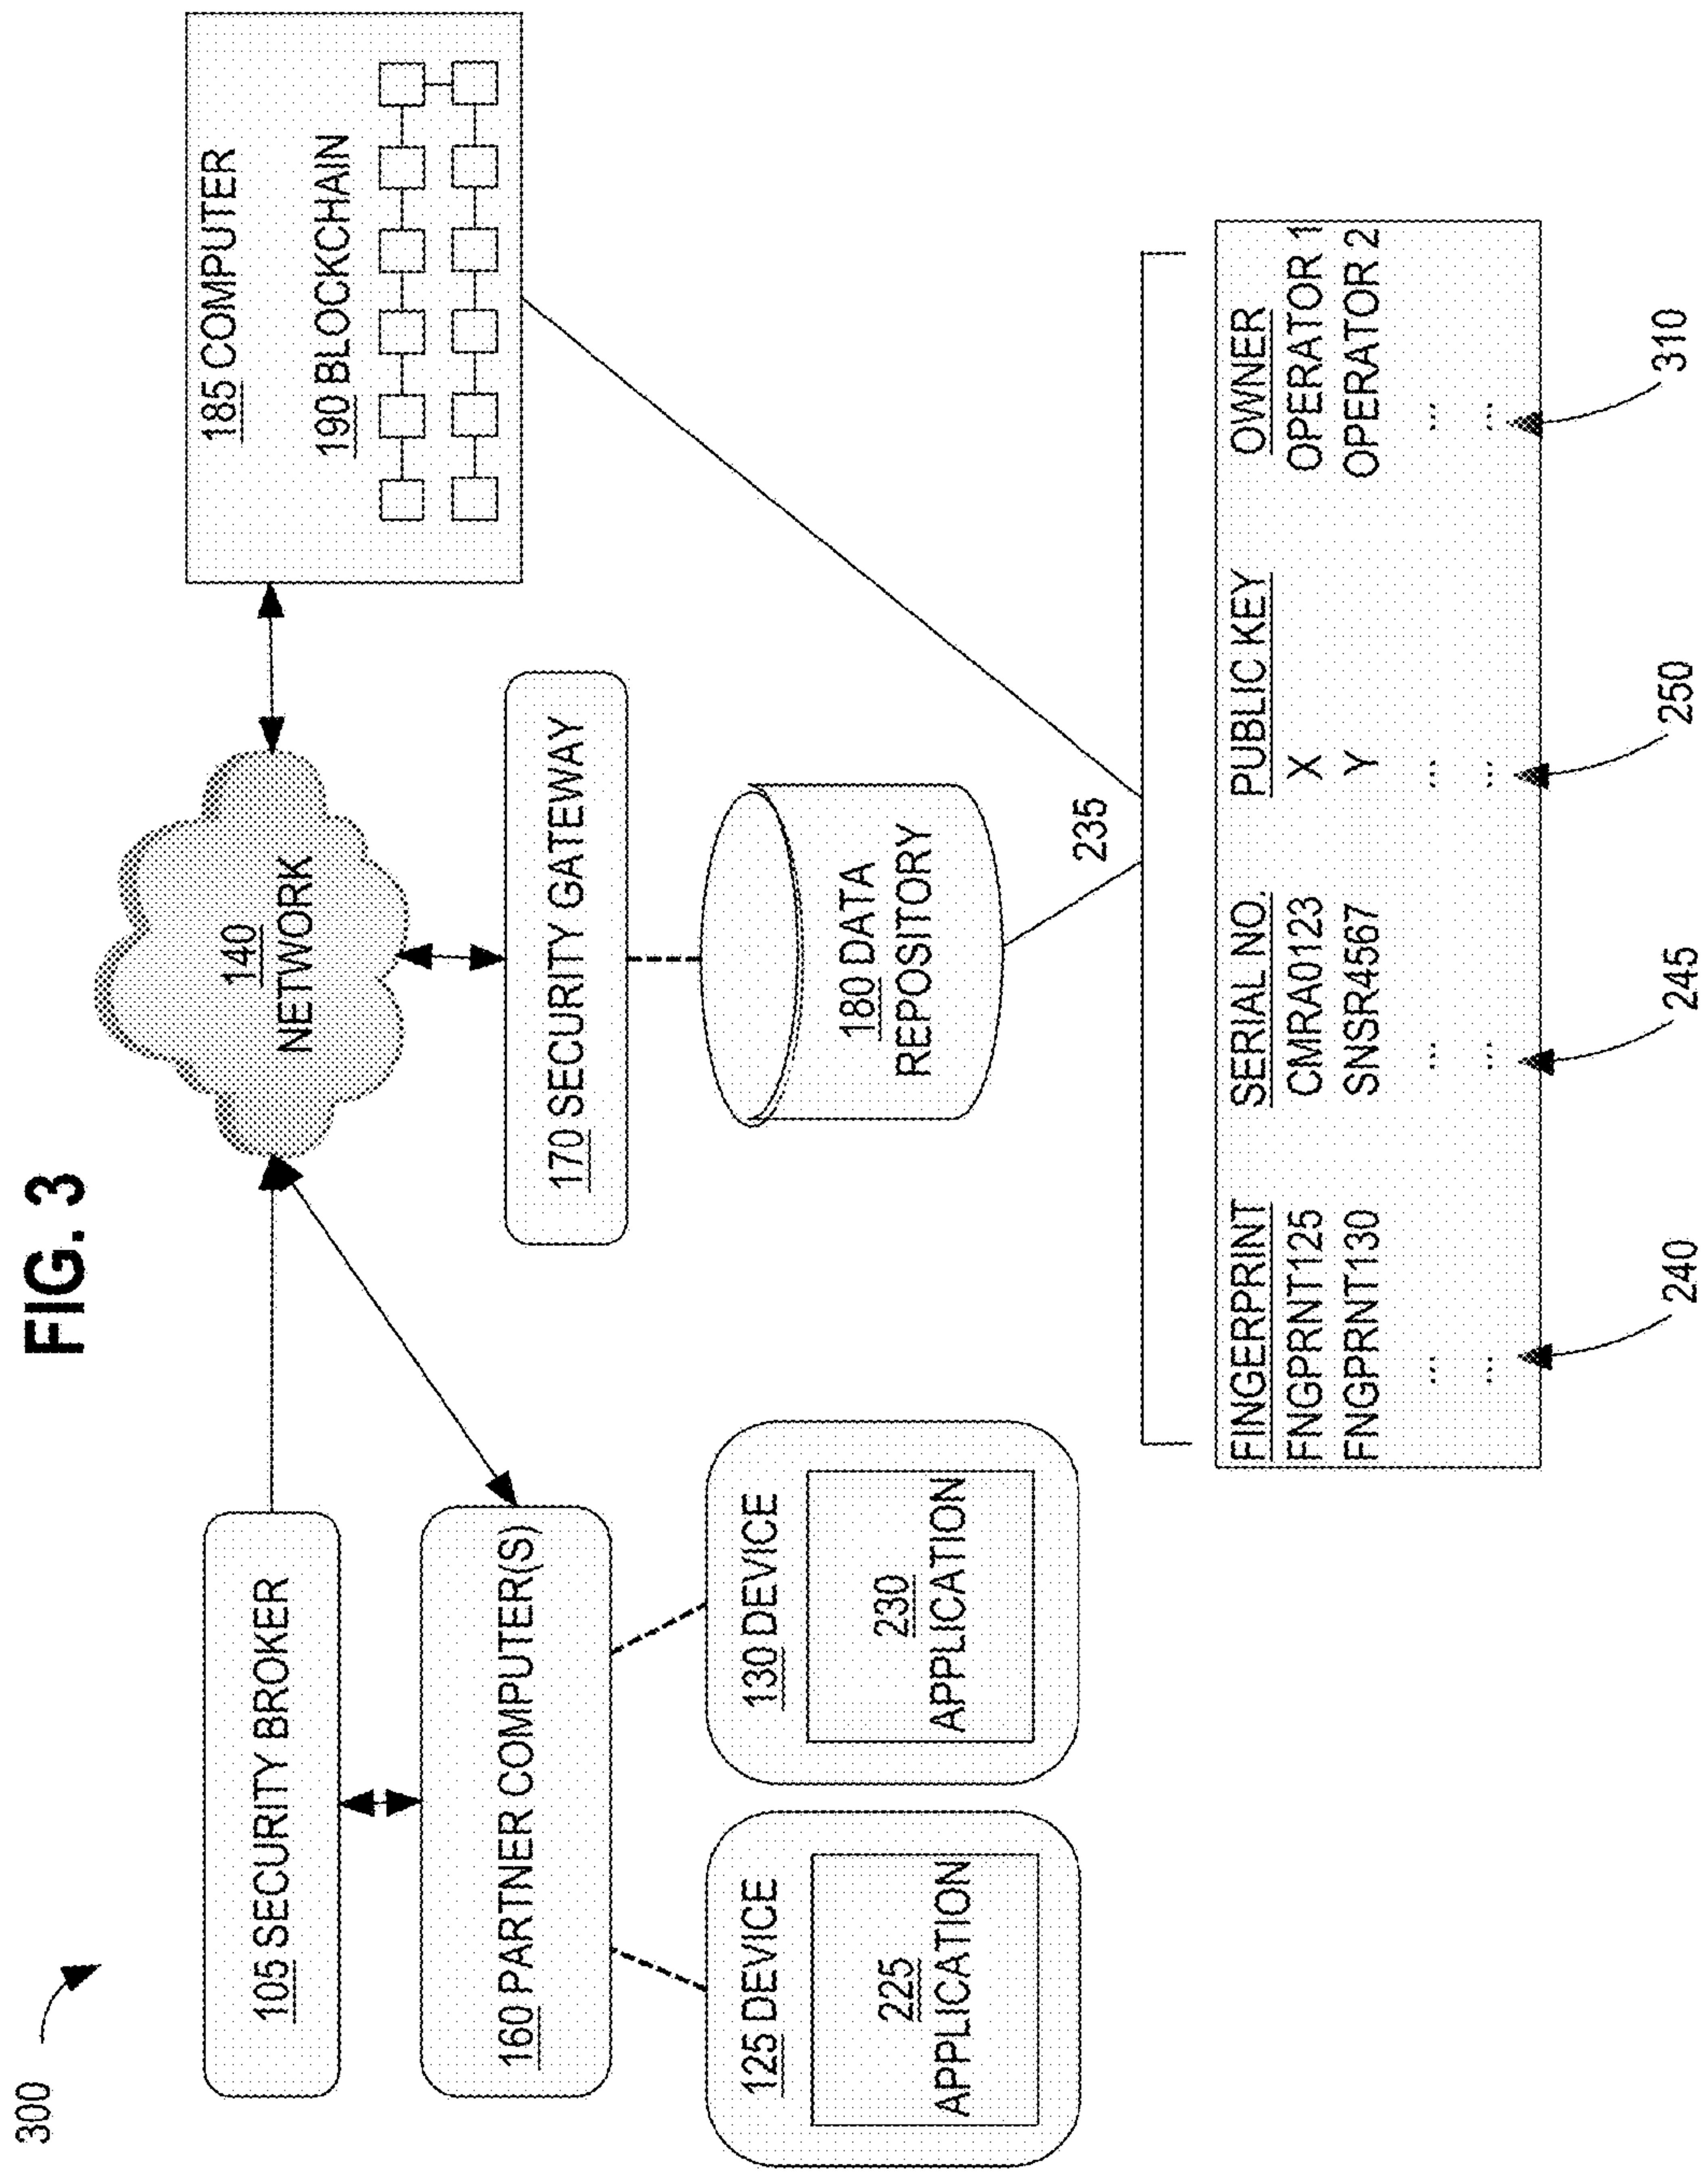 FIG. 3
300
105 SECURITY BROKER
140
NETWORK
185 COMPUTER
190 BLOCKCHAIN
160 PARTNER COMPUTER(S)
170 SECURITY GATEWAY
125 DEVICE
225
APPLICATION
130 DEVICE
230
APPLICATION
180 DATA
REPOSITORY
235
FINGERPRINT SERIAL NO. PUBLIC KEY OWNER
FNGPRNT125 CMRA0123 X OPERATOR 1
FNGPRNT130 SNSR4567 Y OPERATOR 2
... ... ... ...
... ... ... ...
240 245 250 310